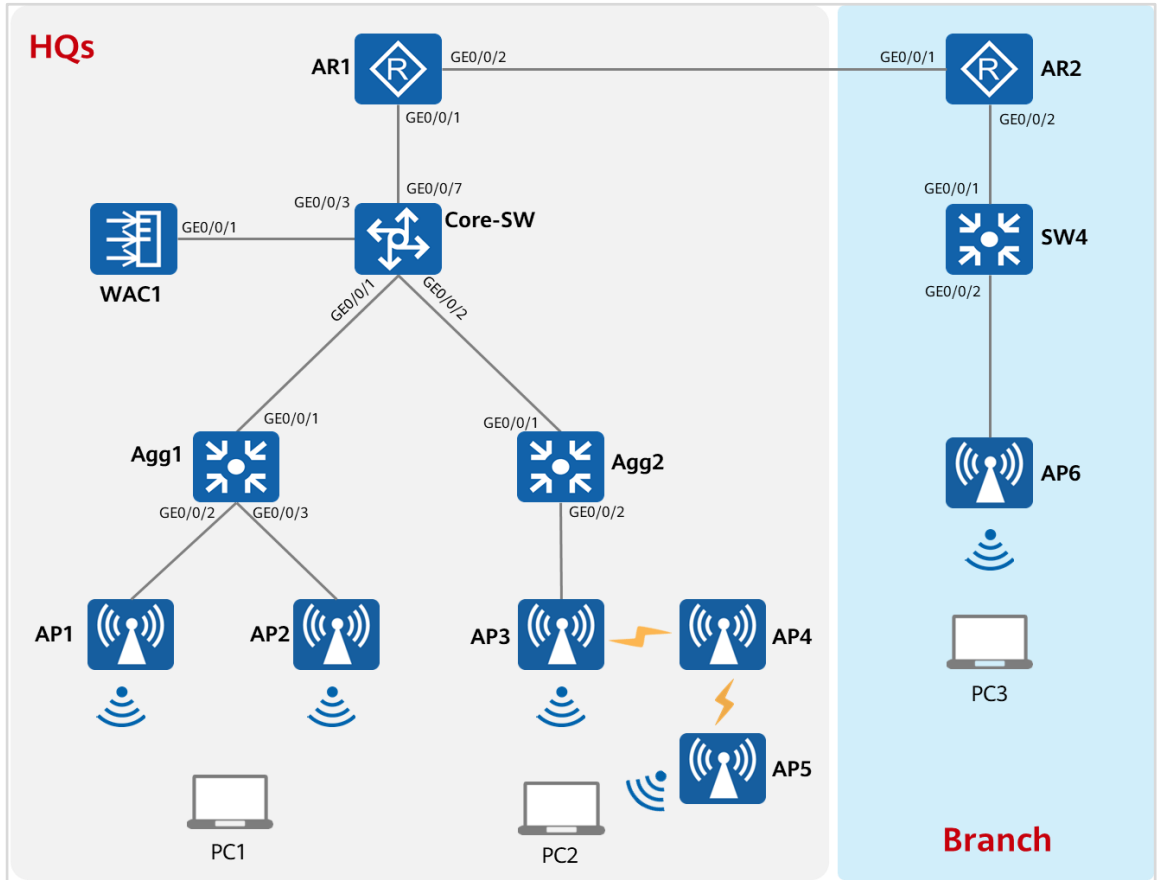 HQs
AR1
GE0/0/2
GE0/0/1
AR2
GE0/0/1
GE0/0/2
GE0/0/3
GE0/0/7
GE0/0/1
Core-SW
WAC1
GE0/0/1
SW4
GE0/0/2
GE0/0/1
GE0/0/2
GE0/0/1
Agg1
GE0/0/1
Agg2
GE0/0/2
GE0/0/3
GE0/0/2
AP6
AP1
AP2
AP3
AP4
PC3
AP5
PC1
PC2
Branch